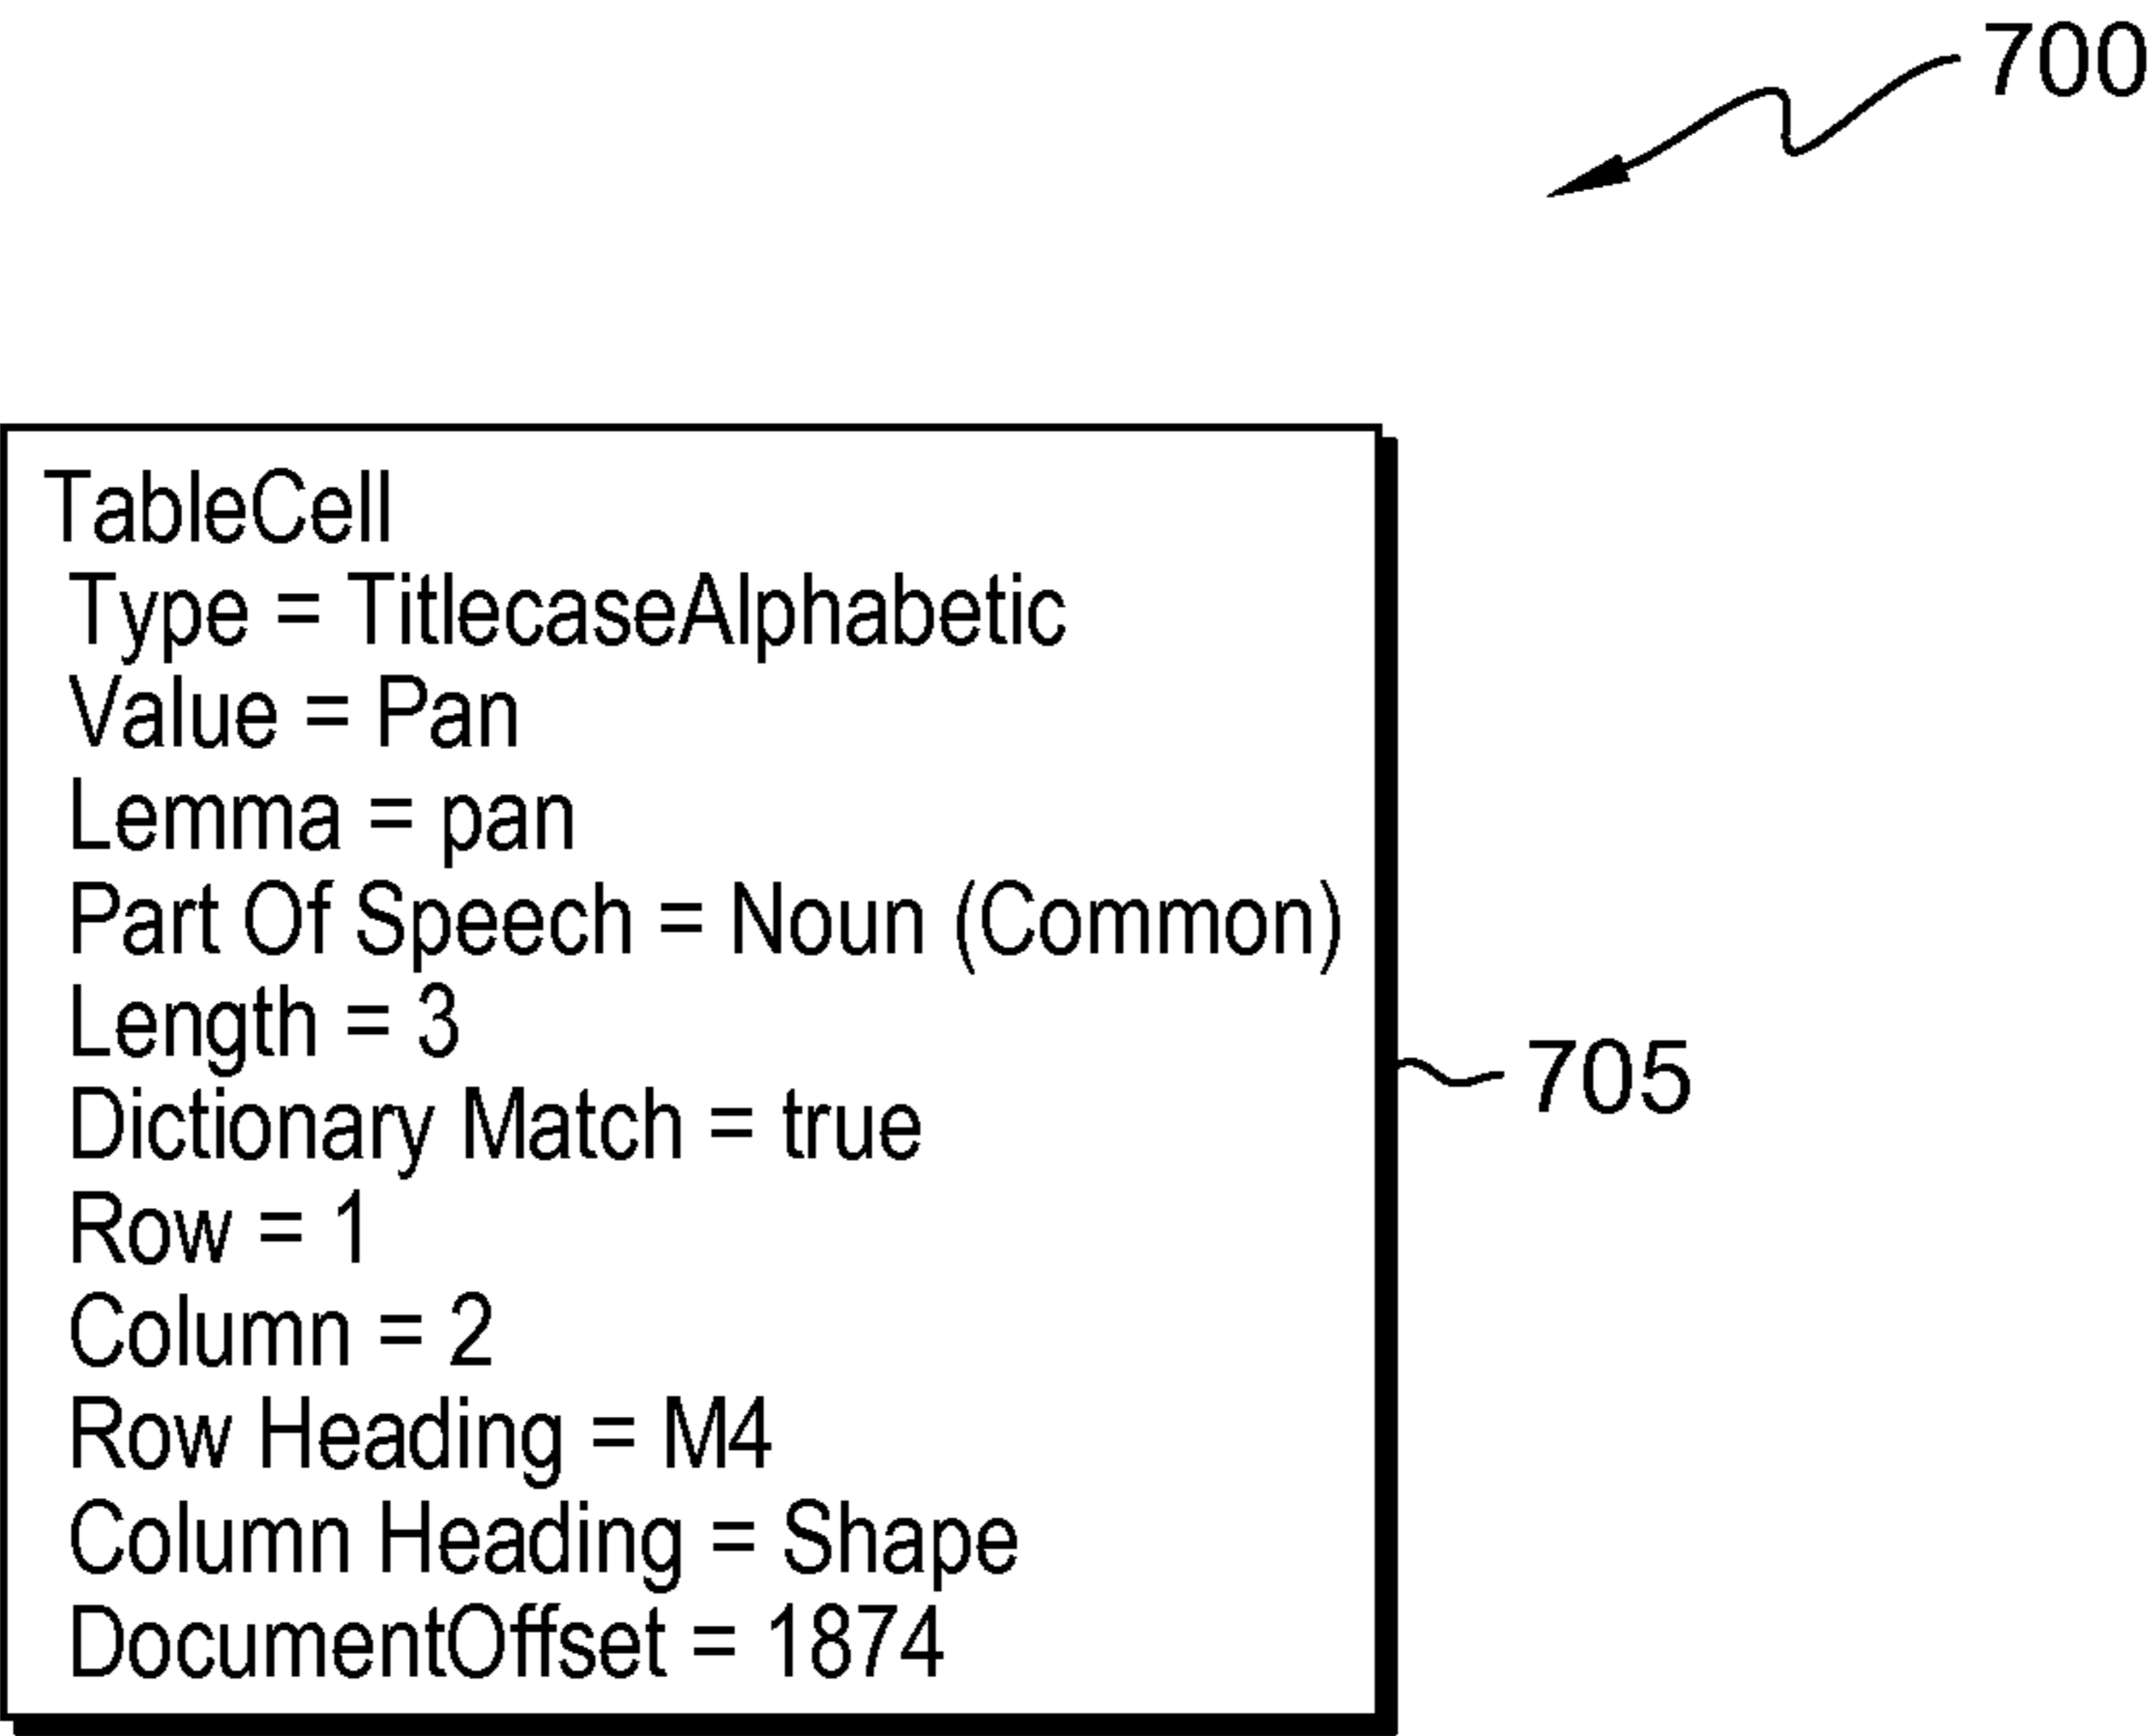 700
TableCell
Type = TitlecaseAlphabetic
Value = Pan
Lemma = pan
Part Of Speech = Noun (Common)
Length = 3
Dictionary Match = true
Row = 1
Column = 2
Row Heading = M4
Column Heading = Shape
DocumentOffset = 1874
705